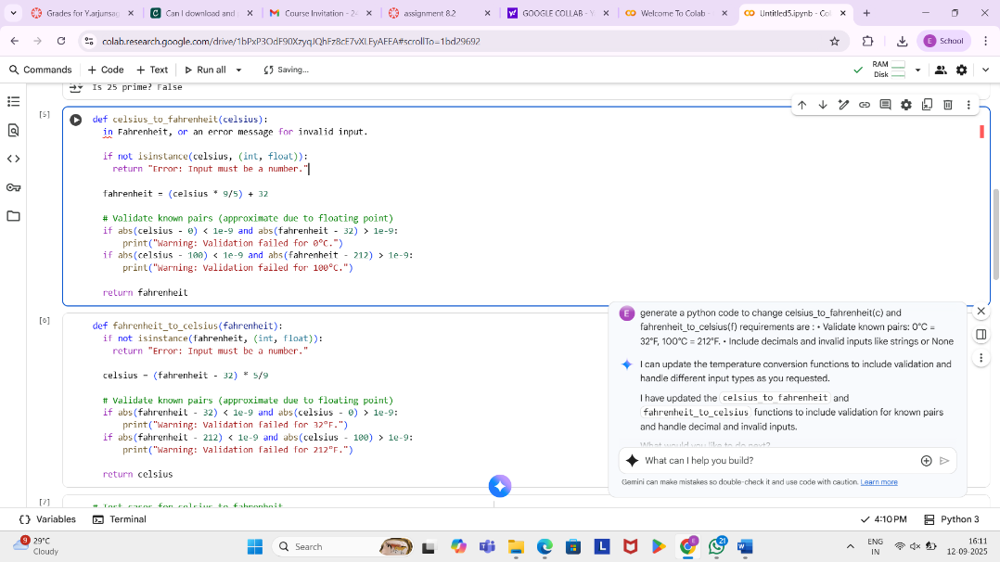 Grades for Y.arjunsag
Can I download and
Course Invitation - 24
assignment 8.2
GOOGLE COLLAB - Yo
Welcome To Colab -
Untitled5.ipynb - Col
colab.research.google.com/drive/1bPxP3OdF90XzyqJQhFz8cE7vXLEyAEEA#scrollTo=1bd29692
School
Commands
+ Code
+ Text
Run all
Saving...
RAM
Disk
Is 25 prime? False
[5]
def celsius_to_fahrenheit(celsius):
in Fahrenheit, or an error message for invalid input.
if not isinstance(celsius, (int, float)):
return "Error: Input must be a number."
fahrenheit = (celsius * 9/5) + 32
# Validate known pairs (approximate due to floating point)
if abs(celsius - 0) < 1e-9 and abs(fahrenheit - 32) > 1e-9:
print("Warning: Validation failed for 0°C.")
if abs(celsius - 100) < 1e-9 and abs(fahrenheit - 212) > 1e-9:
print("Warning: Validation failed for 100°C.")
return fahrenheit
[6]
def fahrenheit_to_celsius(fahrenheit):
if not isinstance(fahrenheit, (int, float)):
return "Error: Input must be a number."
celsius = (fahrenheit - 32) * 5/9
# Validate known pairs (approximate due to floating point)
if abs(fahrenheit - 32) < 1e-9 and abs(celsius - 0) > 1e-9:
print("Warning: Validation failed for 32°F.")
if abs(fahrenheit - 212) < 1e-9 and abs(celsius - 100) > 1e-9:
print("Warning: Validation failed for 212°F.")
return celsius
[7]
# Test cases for celsius_to_fahrenheit
E
generate a python code to change celsius_to_fahrenheit(c) and
fahrenheit_to_celsius(f) requirements are : • Validate known pairs: 0°C =
32°F, 100°C = 212°F. • Include decimals and invalid inputs like strings or None
I can update the temperature conversion functions to include validation and
handle different input types as you requested.
I have updated the celsius_to_fahrenheit and
fahrenheit_to_celsius functions to include validation for known pairs
and handle decimal and invalid inputs.
What would you like to do next?
What can I help you build?
Gemini can make mistakes so double-check it and use code with caution. Learn more
Variables
Terminal
4:10 PM
Python 3
9
29°C
Cloudy
Search
21
ENG
IN
16:11
12-09-2025